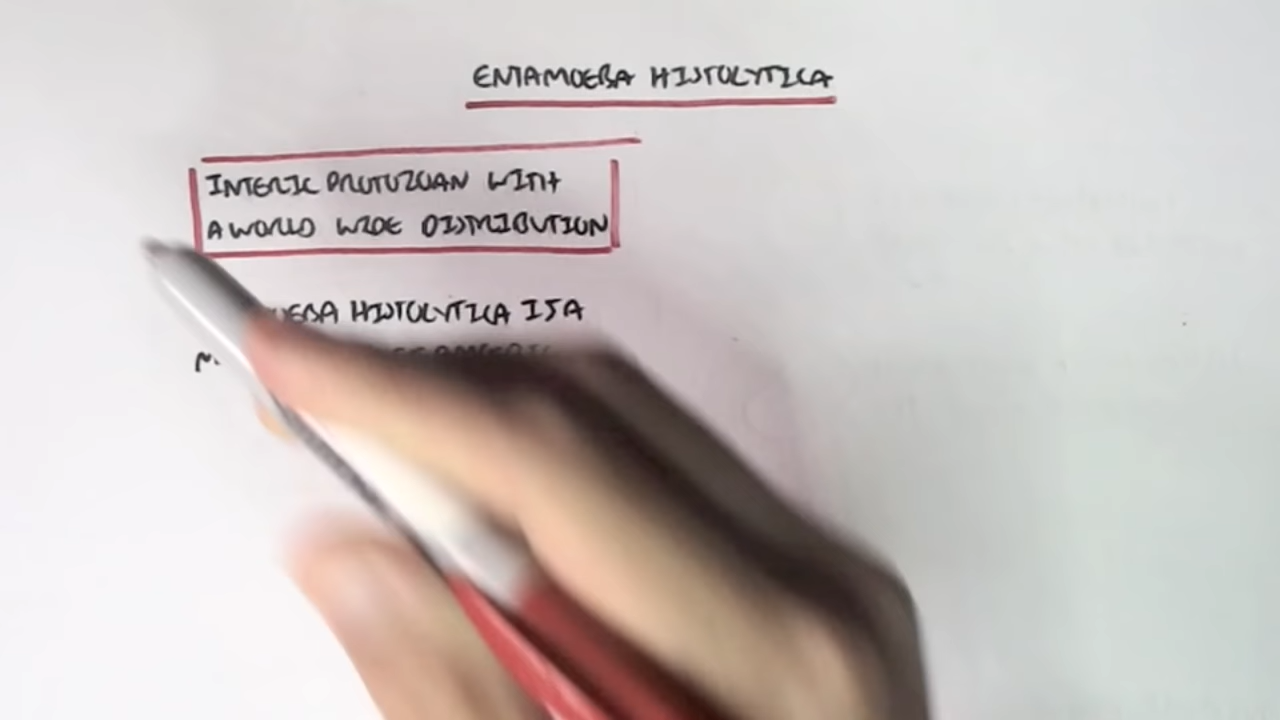 ENTAMOEBA HISTOLYTICA
INTERIC PROTOZOAN WITH
A WORLD WIDE DISTRIBUTION
HISTOLYTICA IS A